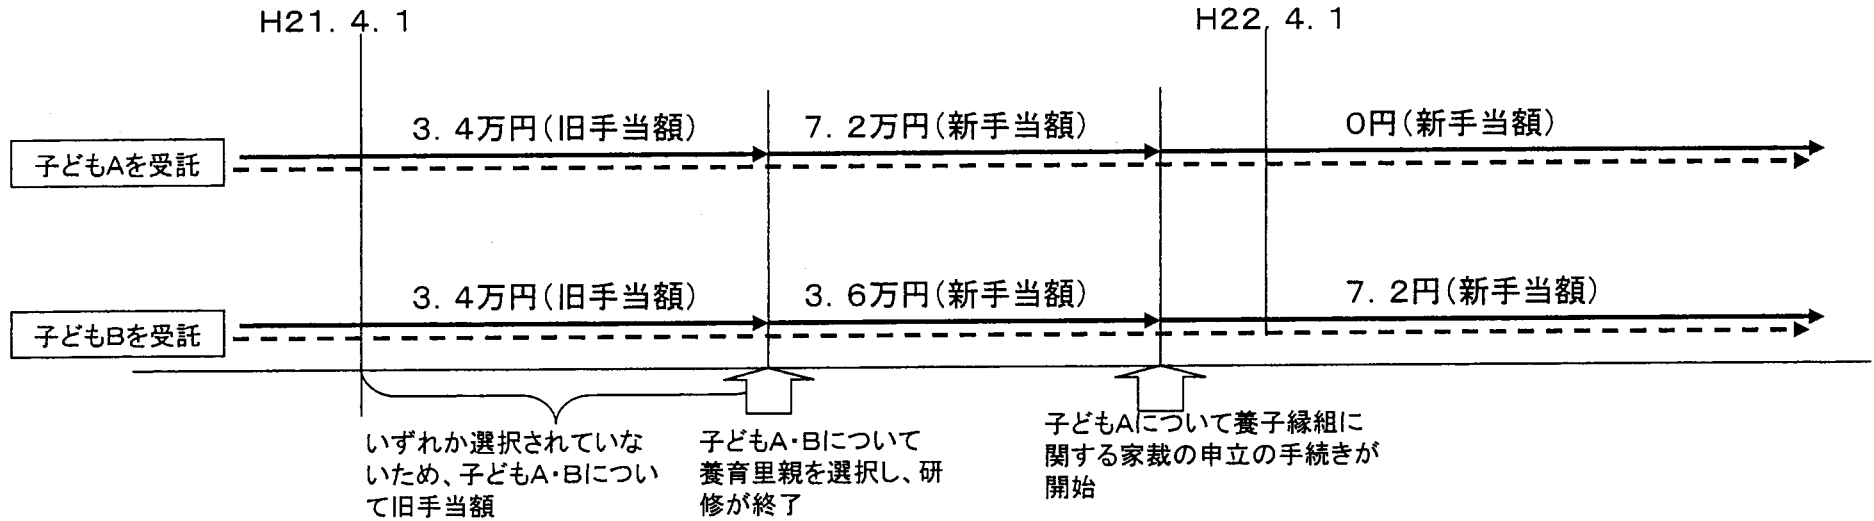 H21.4.1
H22.4.1
3.4万円(旧手当額)
7.2万円(新手当額)
0円(新手当額)
子どもAを受託
3.4万円(旧手当額)
3.6万円(新手当額)
7.2円(新手当額)
子どもBを受託
いずれか選択されていな
いため、子どもA・Bについ
て旧手当額
子どもA・Bについて
養育里親を選択し、研
修が終了
子どもAについて養子縁組に
関する家裁の申立の手続きが
開始